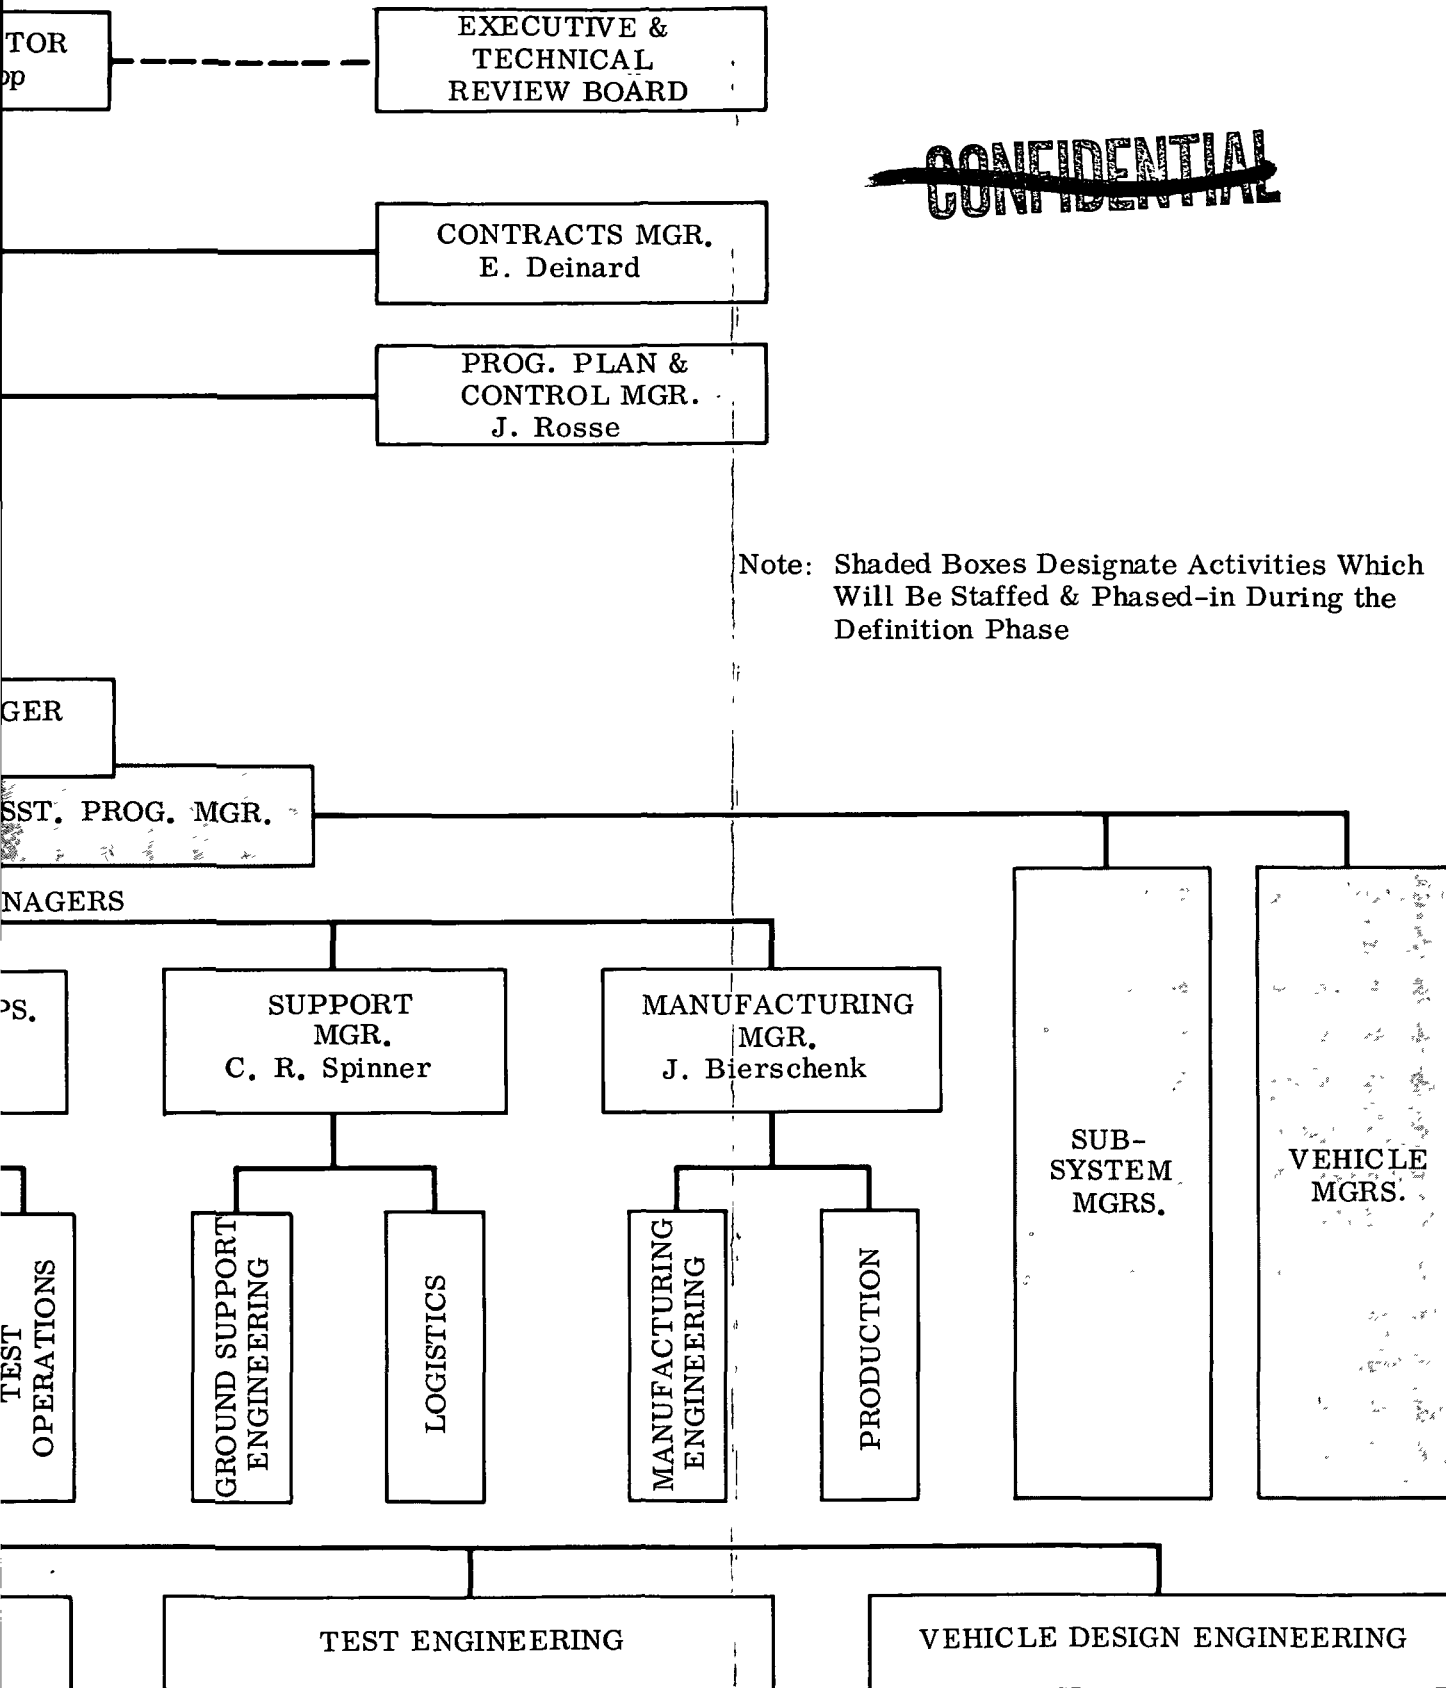 TOR
EXECUTIVE &
TECHNICAL
REVIEW BOARD
CONFIDENTIAL
CONTRACTS MGR.
E. Deinard
PROG. PLAN &
CONTROL MGR.
J. Rosse
Note: Shaded Boxes Designate Activities Which
Will Be Staffed & Phased-in During the
Definition Phase
GER
SST. PROG. MGR.
NAGERS
PS.
SUPPORT
MGR.
C. R. Spinner
MANUFACTURING
MGR.
J. Bierschenk
SUB-
SYSTEM
MGRS.
VEHICLE
MGRS.
TEST
OPERATIONS
GROUND SUPPORT
ENGINEERING
LOGISTICS
MANUFACTURING
ENGINEERING
PRODUCTION
TEST ENGINEERING
VEHICLE DESIGN ENGINEERING